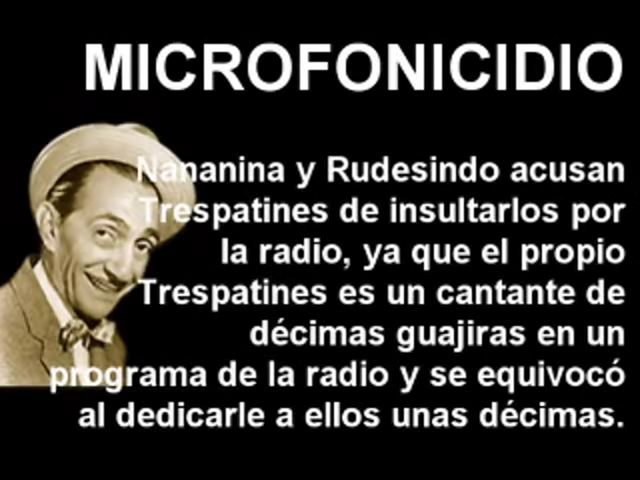 MICROFONICIDIO
Nananina y Rudesindo acusan
Trespatines de insultarlos por
la radio, ya que el propio
Trespatines es un cantante de
décimas guajiras en un
programa de la radio y se equivocó
al dedicarle a ellos unas décimas.